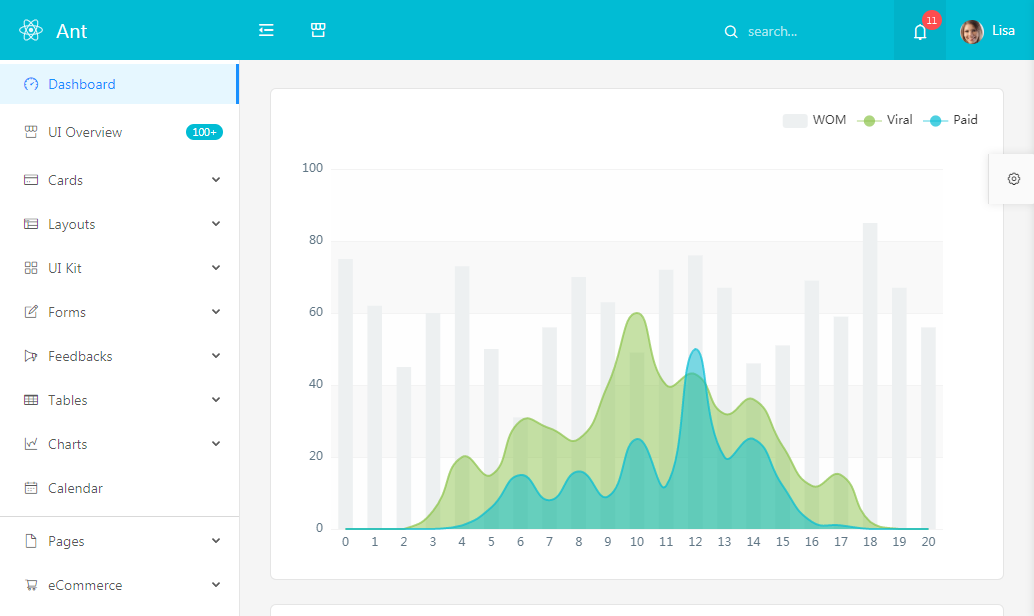 Ant
search...
11
Lisa
Dashboard
UI Overview
100+
Cards
Layouts
UI Kit
Forms
Feedbacks
Tables
Charts
Calendar
Pages
eCommerce
WOM Viral Paid
100
80
60
40
20
0
0 1 2 3 4 5 6 7 8 9 10 11 12 13 14 15 16 17 18 19 20